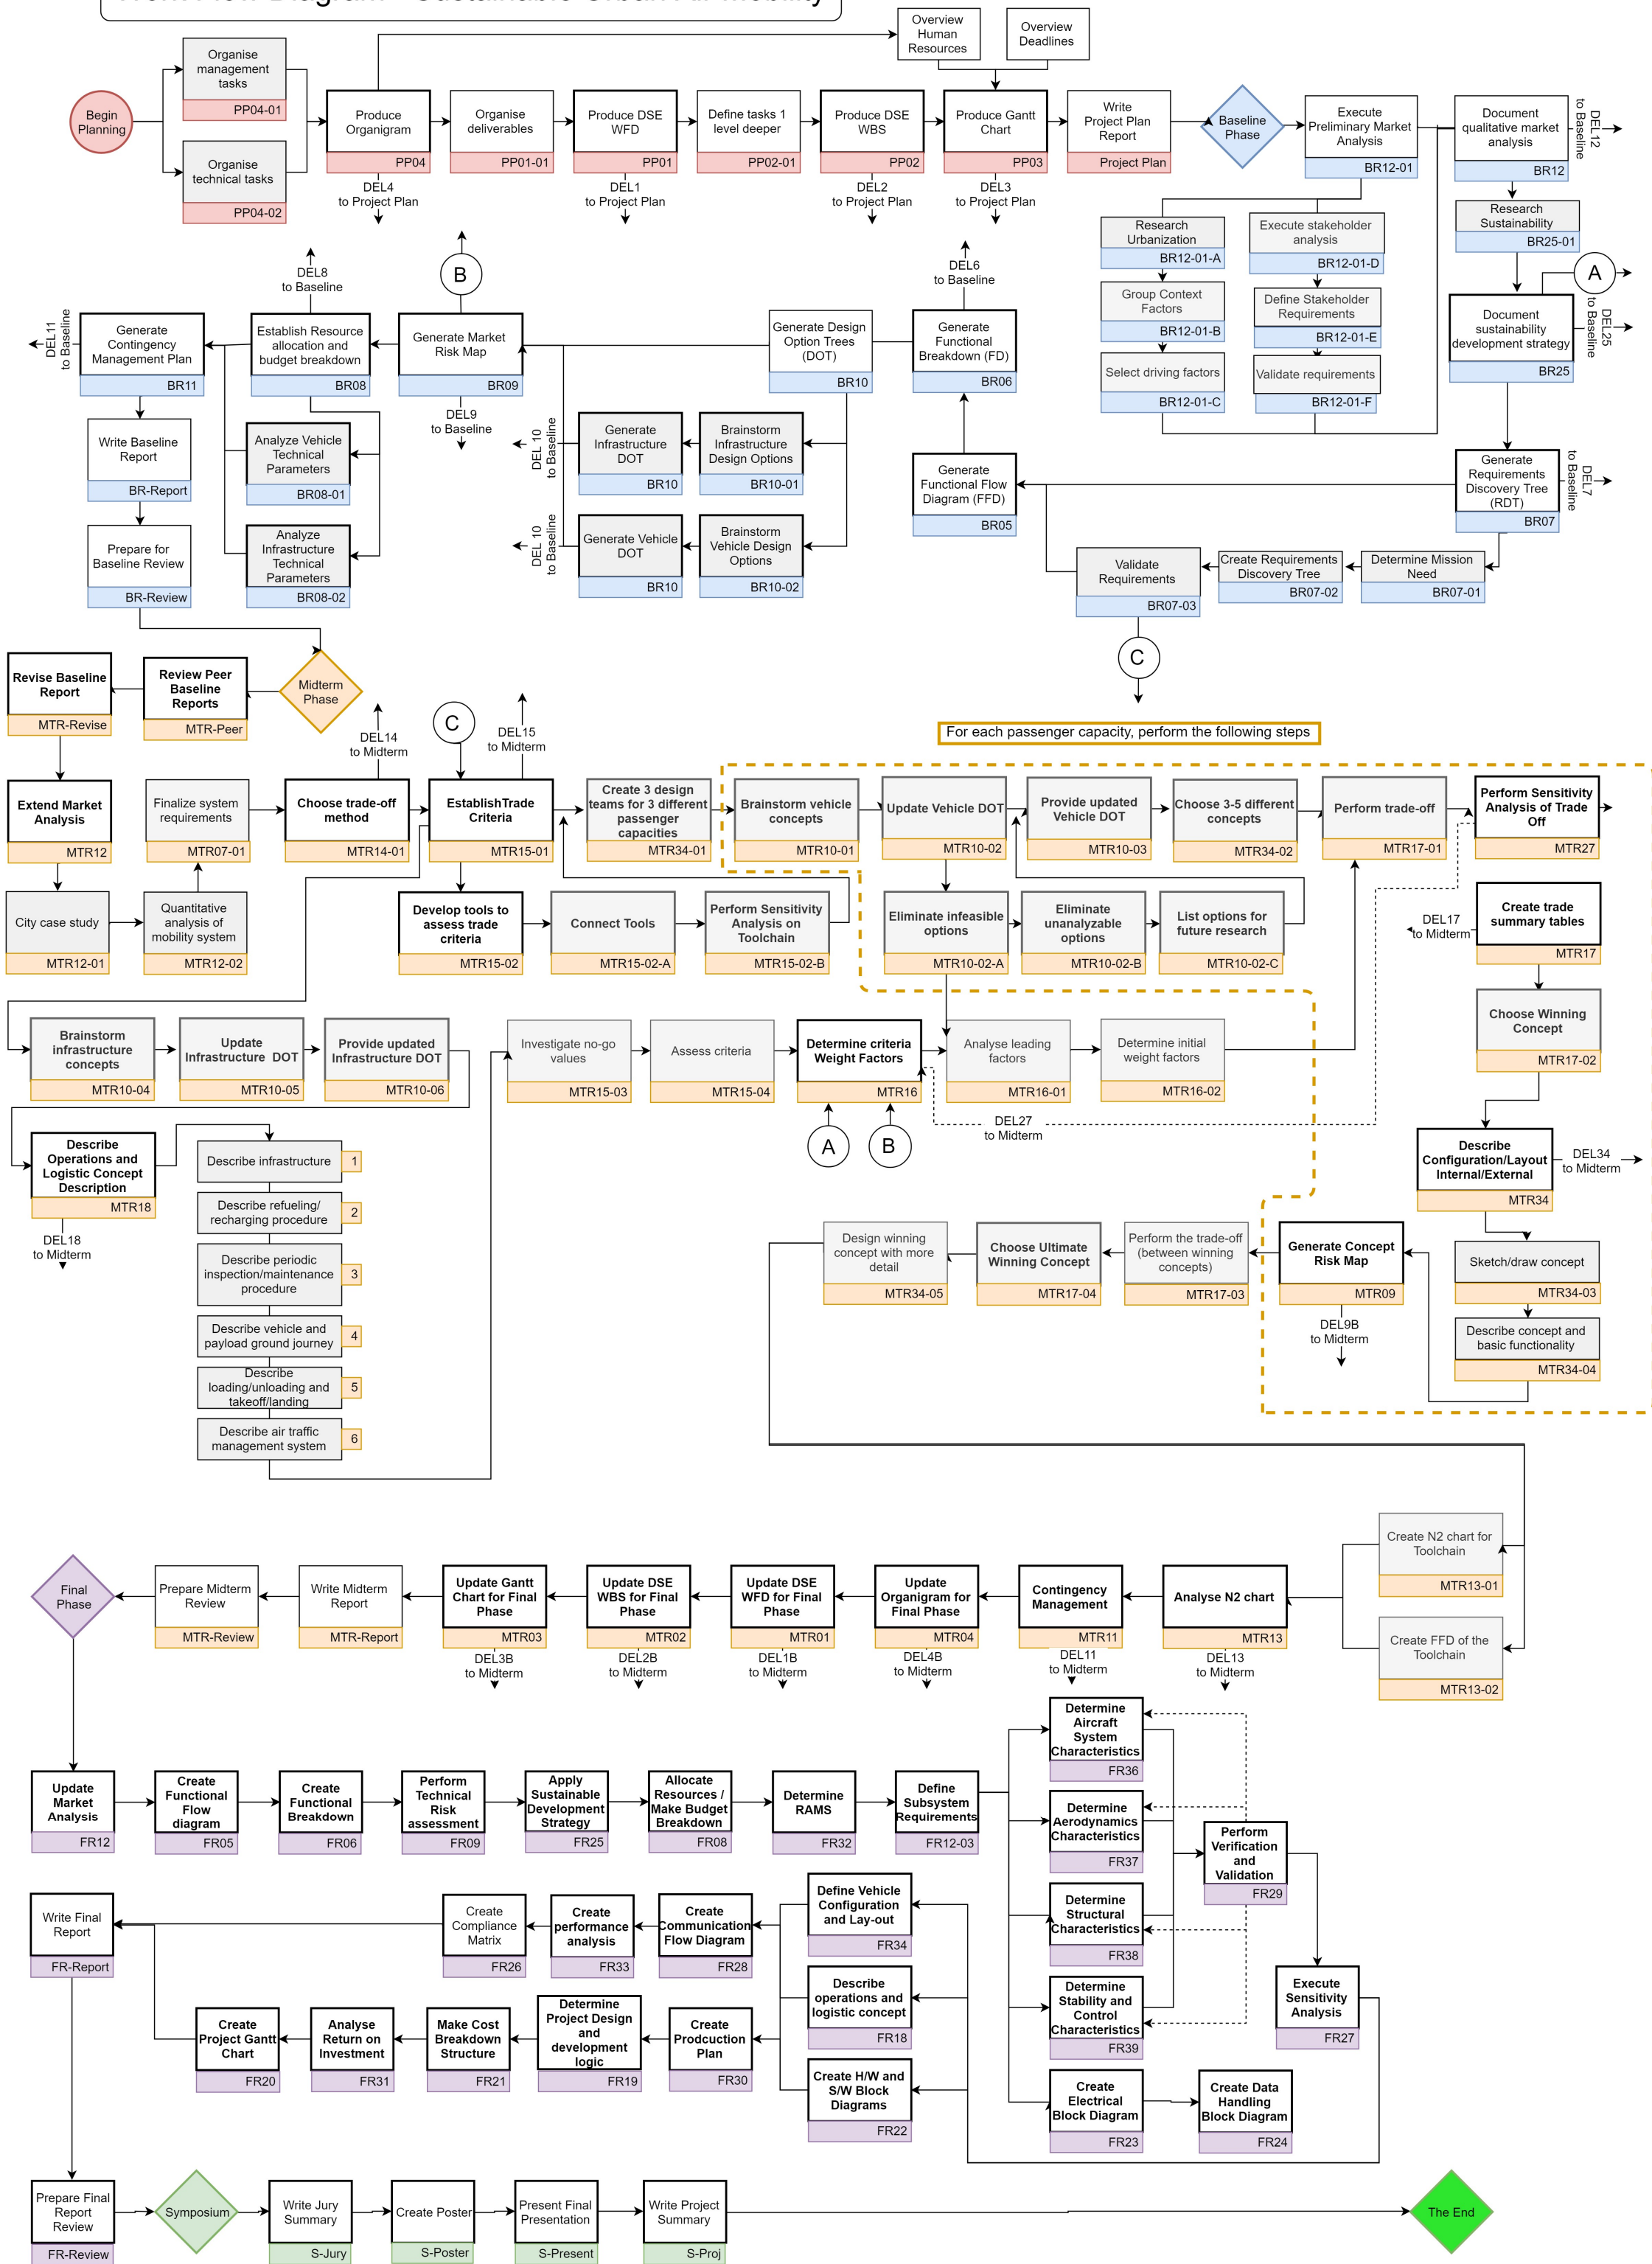 Work Flow Diagram - Sustainable Urban Air Mobility
Overview
Human
Resources
Overview
Deadlines
Begin
Planning
Organise
management
tasks
PP04-01
Organise
technical tasks
PP04-02
Produce
Organigram
PP04
Organise
deliverables
PP01-01
Produce DSE
WFD
PP01
Define tasks 1
level deeper
PP02-01
Produce DSE
WBS
PP02
Produce Gantt
Chart
PP03
Write
Project Plan
Report
Project Plan
Baseline
Phase
Execute
Preliminary Market
Analysis
BR12-01
Document
qualitative market
analysis
BR12
DEL12
to Baseline
DEL4
to Project Plan
DEL1
to Project Plan
DEL2
to Project Plan
DEL3
to Project Plan
Research
Urbanization
BR12-01-A
Group Context
Factors
BR12-01-B
Select driving factors
BR12-01-C
Execute stakeholder
analysis
BR12-01-D
Define Stakeholder
Requirements
BR12-01-E
Validate requirements
BR12-01-F
Research
Sustainability
BR25-01
A
Document
sustainability
development strategy
BR25
DEL25
to Baseline
DEL11
to Baseline
Generate
Contingency
Management Plan
BR11
DEL8
to Baseline
Establish Resource
allocation and
budget breakdown
BR08
B
Generate Market
Risk Map
BR09
DEL9
to Baseline
Generate Design
Option Trees
(DOT)
BR10
DEL6
to Baseline
Generate
Functional
Breakdown (FD)
BR06
Write Baseline
Report
BR-Report
Analyze Vehicle
Technical
Parameters
BR08-01
DEL 10
to Baseline
Generate
Infrastructure
DOT
BR10
Brainstorm
Infrastructure
Design Options
BR10-01
Generate
Functional Flow
Diagram (FFD)
BR05
Generate
Requirements
Discovery Tree
(RDT)
BR07
DEL7
to Baseline
Prepare for
Baseline Review
BR-Review
Analyze
Infrastructure
Technical
Parameters
BR08-02
DEL 10
to Baseline
Generate Vehicle
DOT
BR10
Brainstorm
Vehicle Design
Options
BR10-02
Validate
Requirements
BR07-03
Create Requirements
Discovery Tree
BR07-02
Determine Mission
Need
BR07-01
C
Revise Baseline
Report
MTR-Revise
Review Peer
Baseline
Reports
MTR-Peer
Midterm
Phase
DEL14
to Midterm
C
DEL15
to Midterm
For each passenger capacity, perform the following steps
Extend Market
Analysis
MTR12
Finalize system
requirements
MTR07-01
Choose trade-off
method
MTR14-01
EstablishTrade
Criteria
MTR15-01
Create 3 design
teams for 3 different
passenger
capacities
MTR34-01
Brainstorm vehicle
concepts
MTR10-01
Update Vehicle DOT
MTR10-02
Provide updated
Vehicle DOT
MTR10-03
Choose 3-5 different
concepts
MTR34-02
Perform trade-off
MTR17-01
Perform Sensitivity
Analysis of Trade
Off
MTR27
City case study
MTR12-01
Quantitative
analysis of
mobility system
MTR12-02
Develop tools to
assess trade
criteria
MTR15-02
Connect Tools
MTR15-02-A
Perform Sensitivity
Analysis on
Toolchain
MTR15-02-B
Eliminate infeasible
options
MTR10-02-A
Eliminate
unanalyzable
options
MTR10-02-B
List options for
future research
MTR10-02-C
DEL17
to Midterm
Create trade
summary tables
MTR17
Choose Winning
Concept
MTR17-02
Brainstorm
infrastructure
concepts
MTR10-04
Update
Infrastructure DOT
MTR10-05
Provide updated
Infrastructure DOT
MTR10-06
Investigate no-go
values
MTR15-03
Assess criteria
MTR15-04
Determine criteria
Weight Factors
MTR16
Analyse leading
factors
MTR16-01
Determine initial
weight factors
MTR16-02
A
B
DEL27
to Midterm
Describe
Operations and
Logistic Concept
Description
MTR18
DEL18
to Midterm
Describe infrastructure
1
Describe refueling/
recharging procedure
2
Describe periodic
inspection/maintenance
procedure
3
Describe vehicle and
payload ground journey
4
Describe
loading/unloading and
takeoff/landing
5
Describe air traffic
management system
6
Describe
Configuration/Layout
Internal/External
MTR34
DEL34
to Midterm
Design winning
concept with more
detail
MTR34-05
Choose Ultimate
Winning Concept
MTR17-04
Perform the trade-off
(between winning
concepts)
MTR17-03
Generate Concept
Risk Map
MTR09
DEL9B
to Midterm
Sketch/draw concept
MTR34-03
Describe concept and
basic functionality
MTR34-04
Create N2 chart for
Toolchain
MTR13-01
Create FFD of the
Toolchain
MTR13-02
Final
Phase
Prepare Midterm
Review
MTR-Review
Write Midterm
Report
MTR-Report
Update Gantt
Chart for Final
Phase
MTR03
Update DSE
WBS for Final
Phase
MTR02
Update DSE
WFD for Final
Phase
MTR01
Update
Organigram for
Final Phase
MTR04
Contingency
Management
MTR11
Analyse N2 chart
MTR13
DEL3B
to Midterm
DEL2B
to Midterm
DEL1B
to Midterm
DEL4B
to Midterm
DEL11
to Midterm
DEL13
to Midterm
Update
Market
Analysis
FR12
Create
Functional
Flow
diagram
FR05
Create
Functional
Breakdown
FR06
Perform
Technical
Risk
assessment
FR09
Apply
Sustainable
Development
Strategy
FR25
Allocate
Resources /
Make Budget
Breakdown
FR08
Determine
RAMS
FR32
Define
Subsystem
Requirements
FR12-03
Determine
Aircraft
System
Characteristics
FR36
Determine
Aerodynamics
Characteristics
FR37
Determine
Structural
Characteristics
FR38
Determine
Stability and
Control
Characteristics
FR39
Create
Electrical
Block Diagram
FR23
Create Data
Handling
Block Diagram
FR24
Perform
Verification
and
Validation
FR29
Execute
Sensitivity
Analysis
FR27
Write Final
Report
FR-Report
Create
Compliance
Matrix
FR26
Create
performance
analysis
FR33
Create
Communication
Flow Diagram
FR28
Define Vehicle
Configuration
and Lay-out
FR34
Describe
operations and
logistic concept
FR18
Create H/W and
S/W Block
Diagrams
FR22
Create
Project Gantt
Chart
FR20
Analyse
Return on
Investment
FR31
Make Cost
Breakdown
Structure
FR21
Determine
Project Design
and
development
logic
FR19
Create
Prodcuction
Plan
FR30
Prepare Final
Report
Review
FR-Review
Symposium
Write Jury
Summary
S-Jury
Create Poster
S-Poster
Present Final
Presentation
S-Present
Write Project
Summary
S-Proj
The End